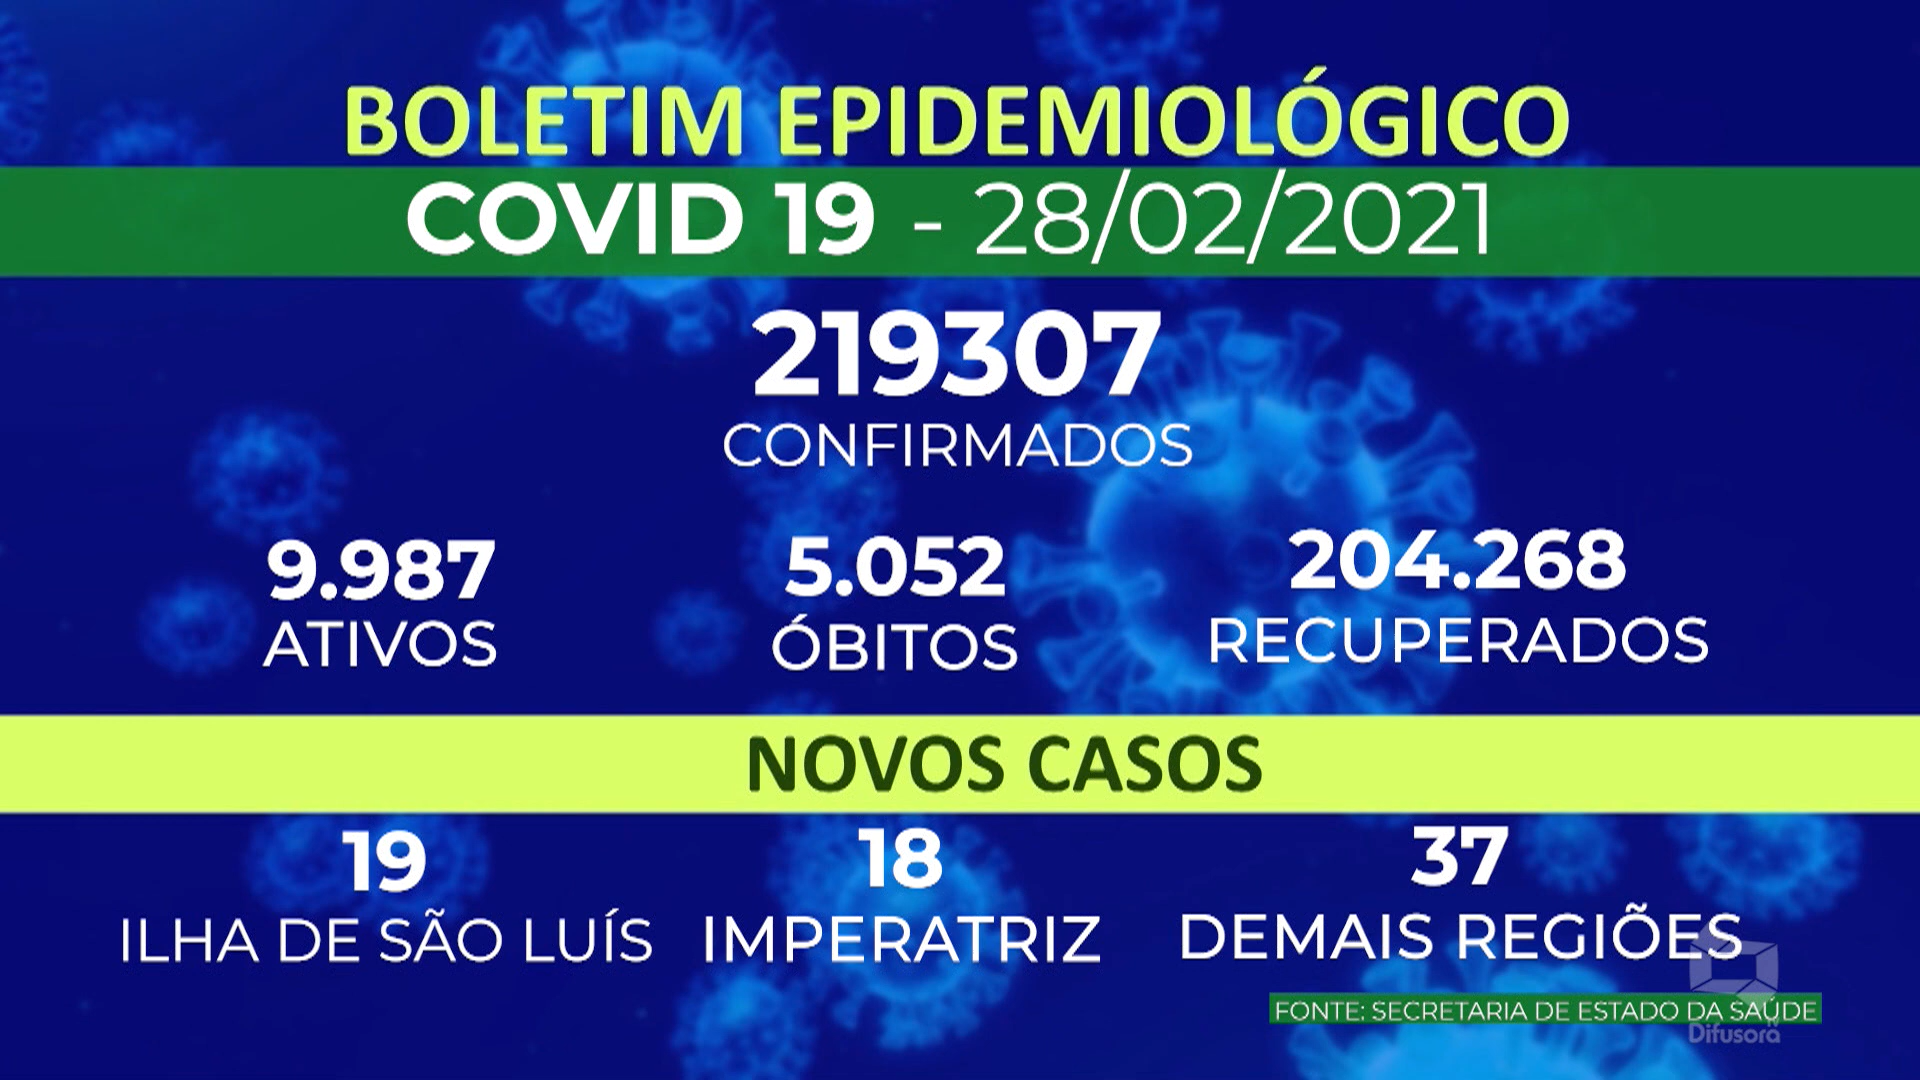 BOLETIM EPIDEMIOLÓGICO
COVID 19 - 28/02/2021
219307
CONFIRMADOS
9.987
ATIVOS
5.052
ÓBITOS
204.268
RECUPERADOS
NOVOS CASOS
19
ILHA DE SÃO LUÍS
18
IMPERATRIZ
37
DEMAIS REGIÕES
FONTE: SECRETARIA DE ESTADO DA SAÚDE
TV
Difusora